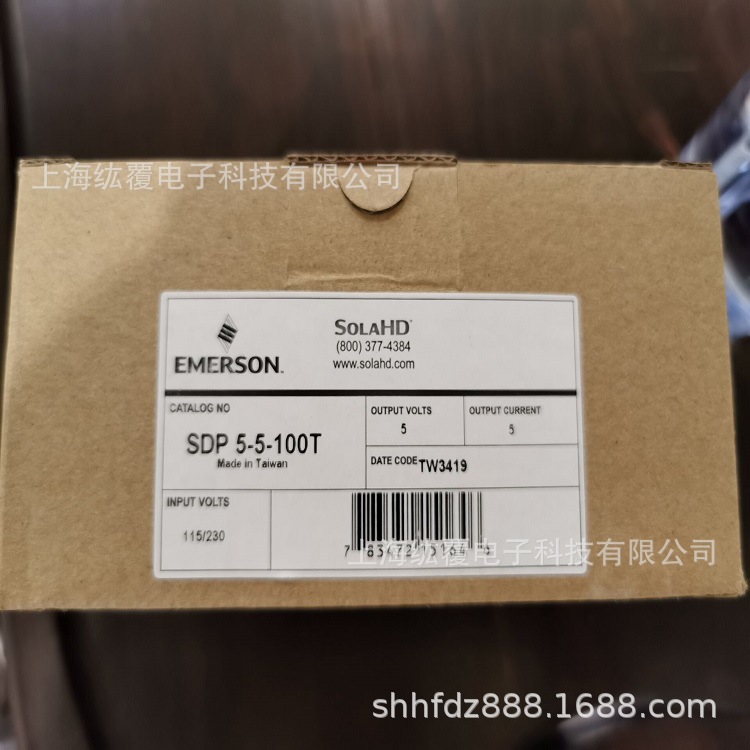 上海纮覆电子科技有限公司
SOLAHD
(800) 377-4384
www.solahd.com
EMERSON
CATALOG NO
SDP 5-5-100T
Made in Taiwan
OUTPUT VOLTS
5
OUTPUT CURRENT
5
DATE CODE TW3419
INPUT VOLTS
115/230
上海纮覆电子科技有限公司
shhfdz888.1688.com